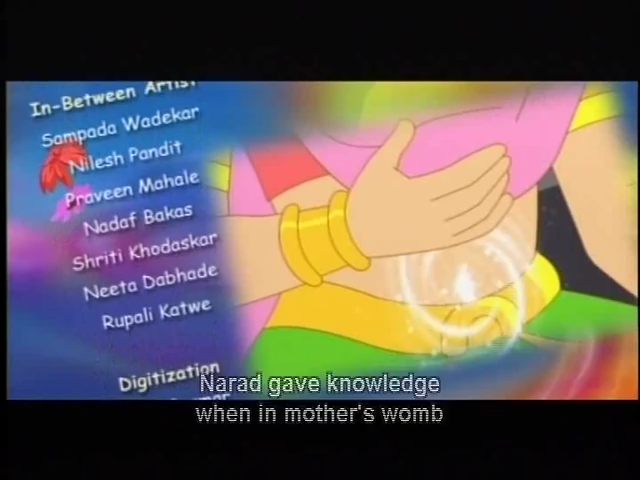 In-Between Artist
Sampada Wadekar
Nilesh Pandit
Praveen Mahale
Nadaf Bakas
Shriti Khodaskar
Neeta Dabhade
Rupali Katwe
Digitization
Narad gave knowledge
when in mother's womb